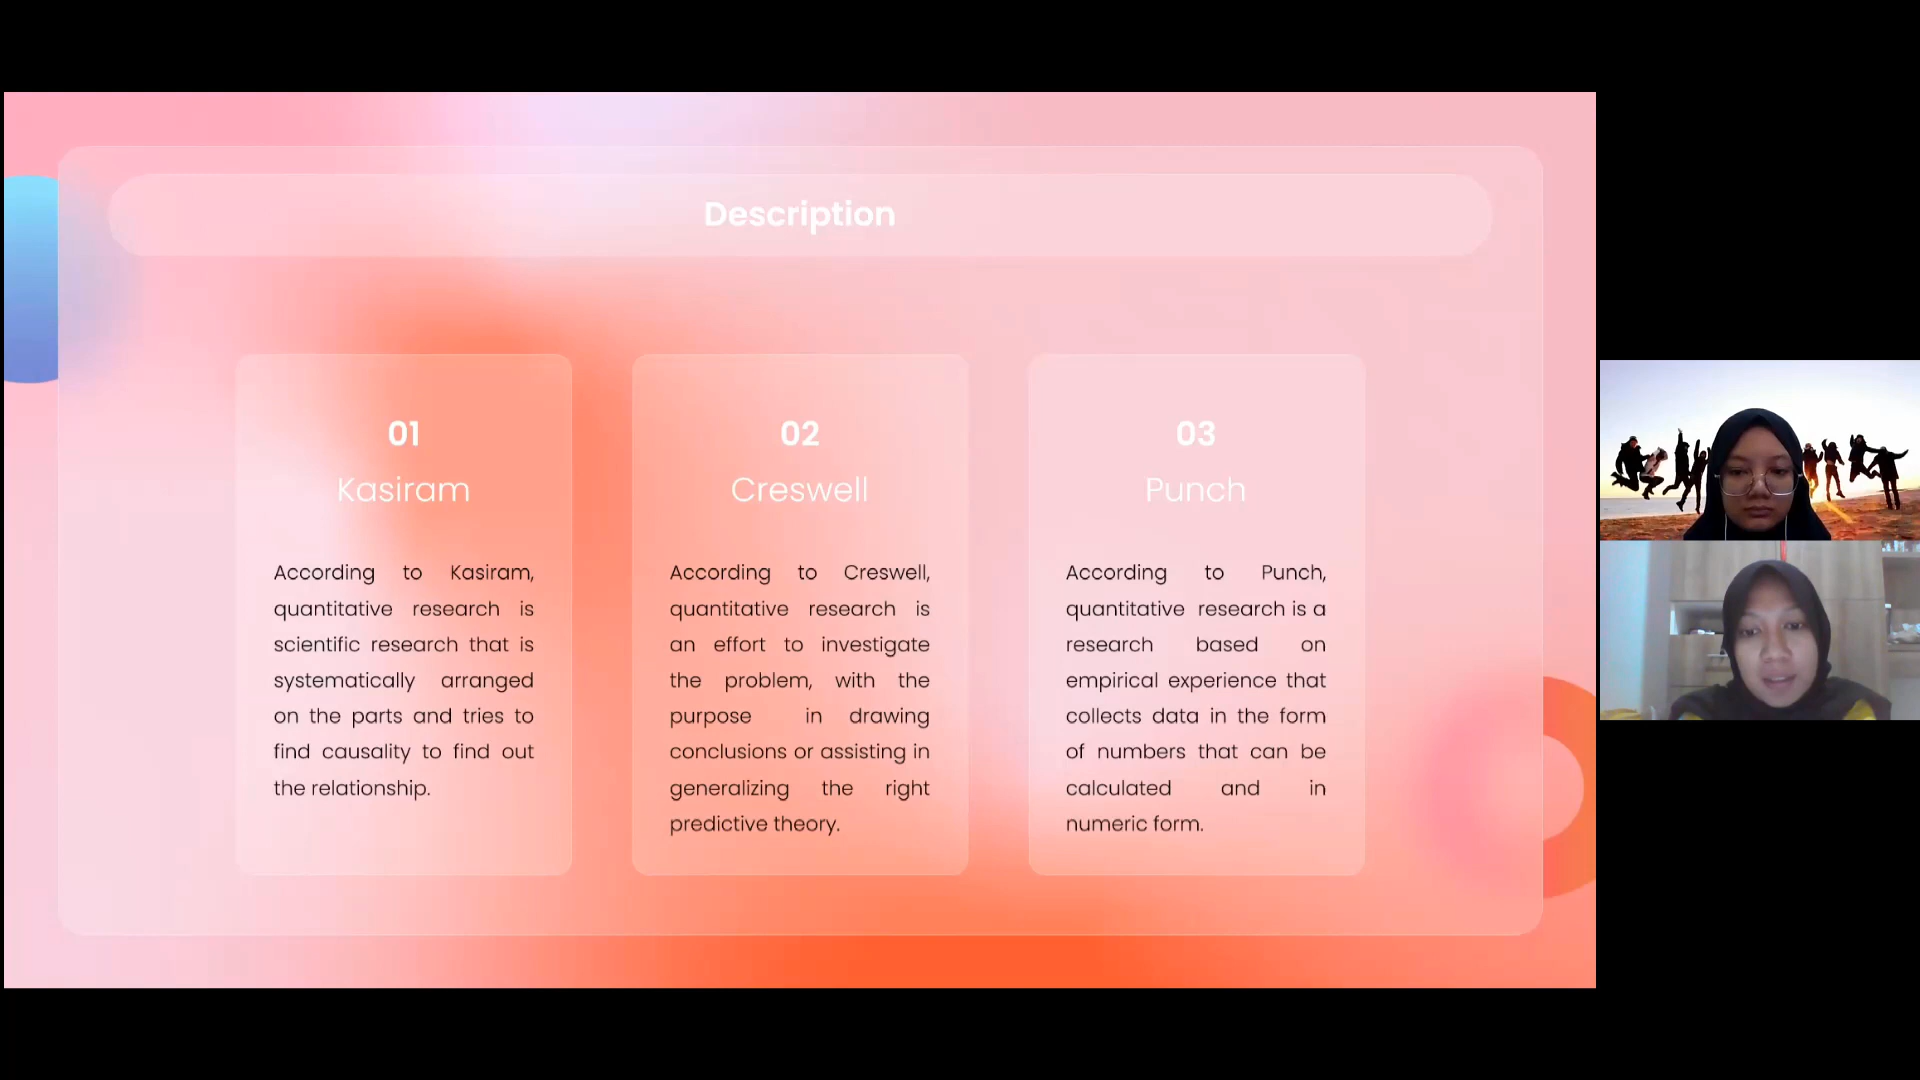 Description
01
Kasiram
According to Kasiram,
quantitative research is
scientific research that is
systematically arranged
on the parts and tries to
find causality to find out
the relationship.
02
Creswell
According to Creswell,
quantitative research is
an effort to investigate
the problem, with the
purpose in drawing
conclusions or assisting in
generalizing the right
predictive theory.
03
Punch
According to Punch,
quantitative research is a
research based on
empirical experience that
collects data in the form
of numbers that can be
calculated and in
numeric form.